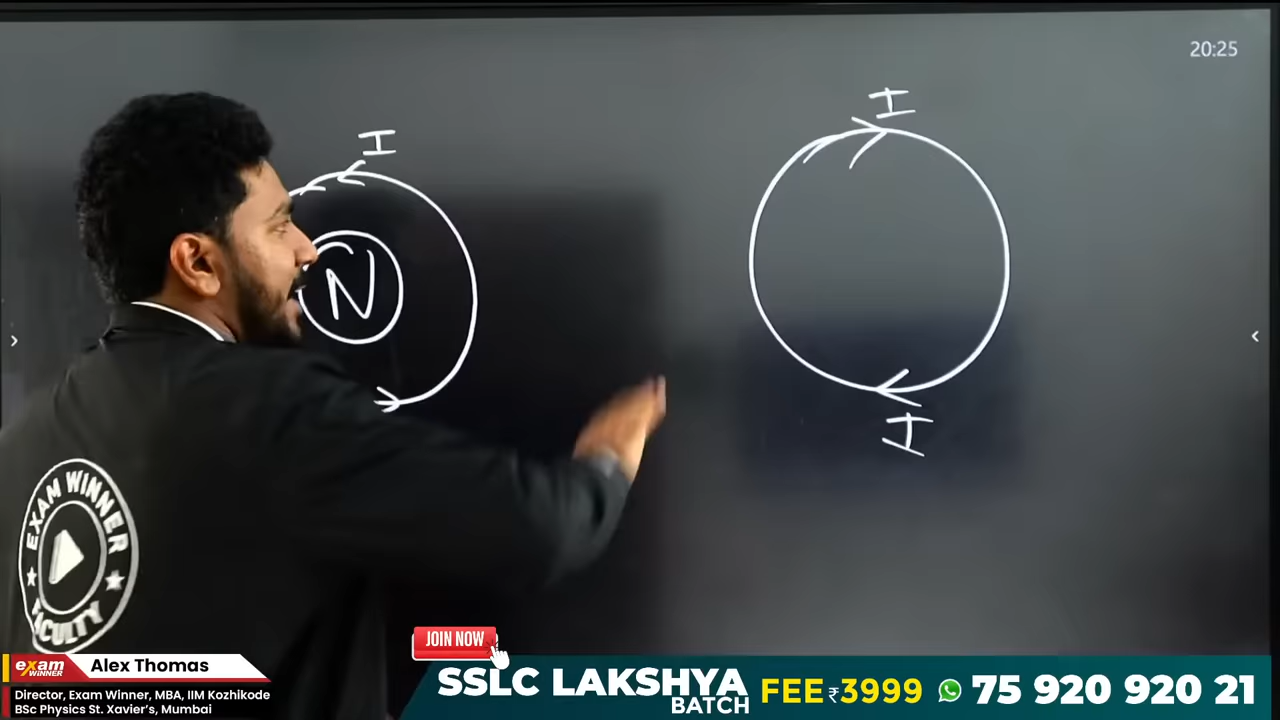 20:25
I
I
N
I
EXAM WINNER
FACULTY
JOIN NOW
exam WINNER
Alex Thomas
Director, Exam Winner, MBA, IIM Kozhikode
BSc Physics St. Xavier's, Mumbai
SSLC LAKSHYA
BATCH
FEE ₹3999
75 920 920 21